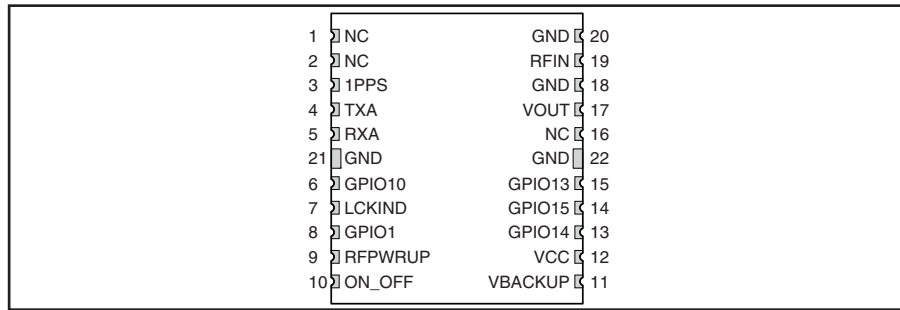 1 NC GND 20
2 NC RFIN 19
3 1PPS GND 18
4 TXA VOUT 17
5 RXA NC 16
21 GND GND 22
6 GPIO10 GPIO13 15
7 LCKIND GPIO15 14
8 GPIO1 GPIO14 13
9 RFPWRUP VCC 12
10 ON_OFF VBACKUP 11